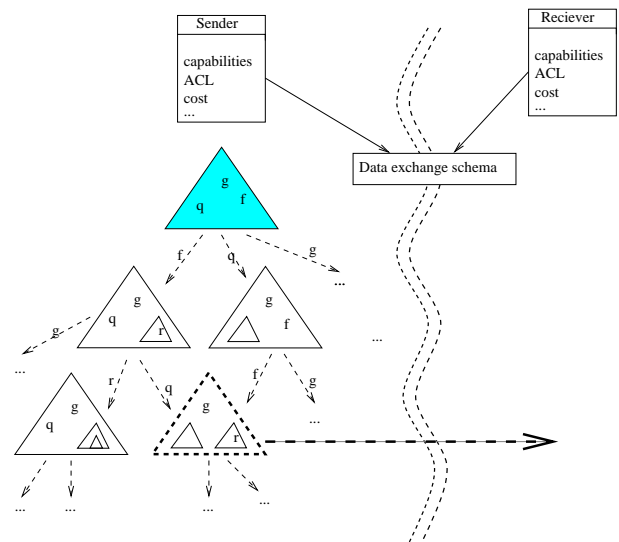 Sender
capabilities
ACL
cost
...
Reciever
capabilities
ACL
cost
...
Data exchange schema
g
q f
f q g
...
g
q r
g
f
...
g
...
r q
f g
...
g
q
g
r
... ... ... ...